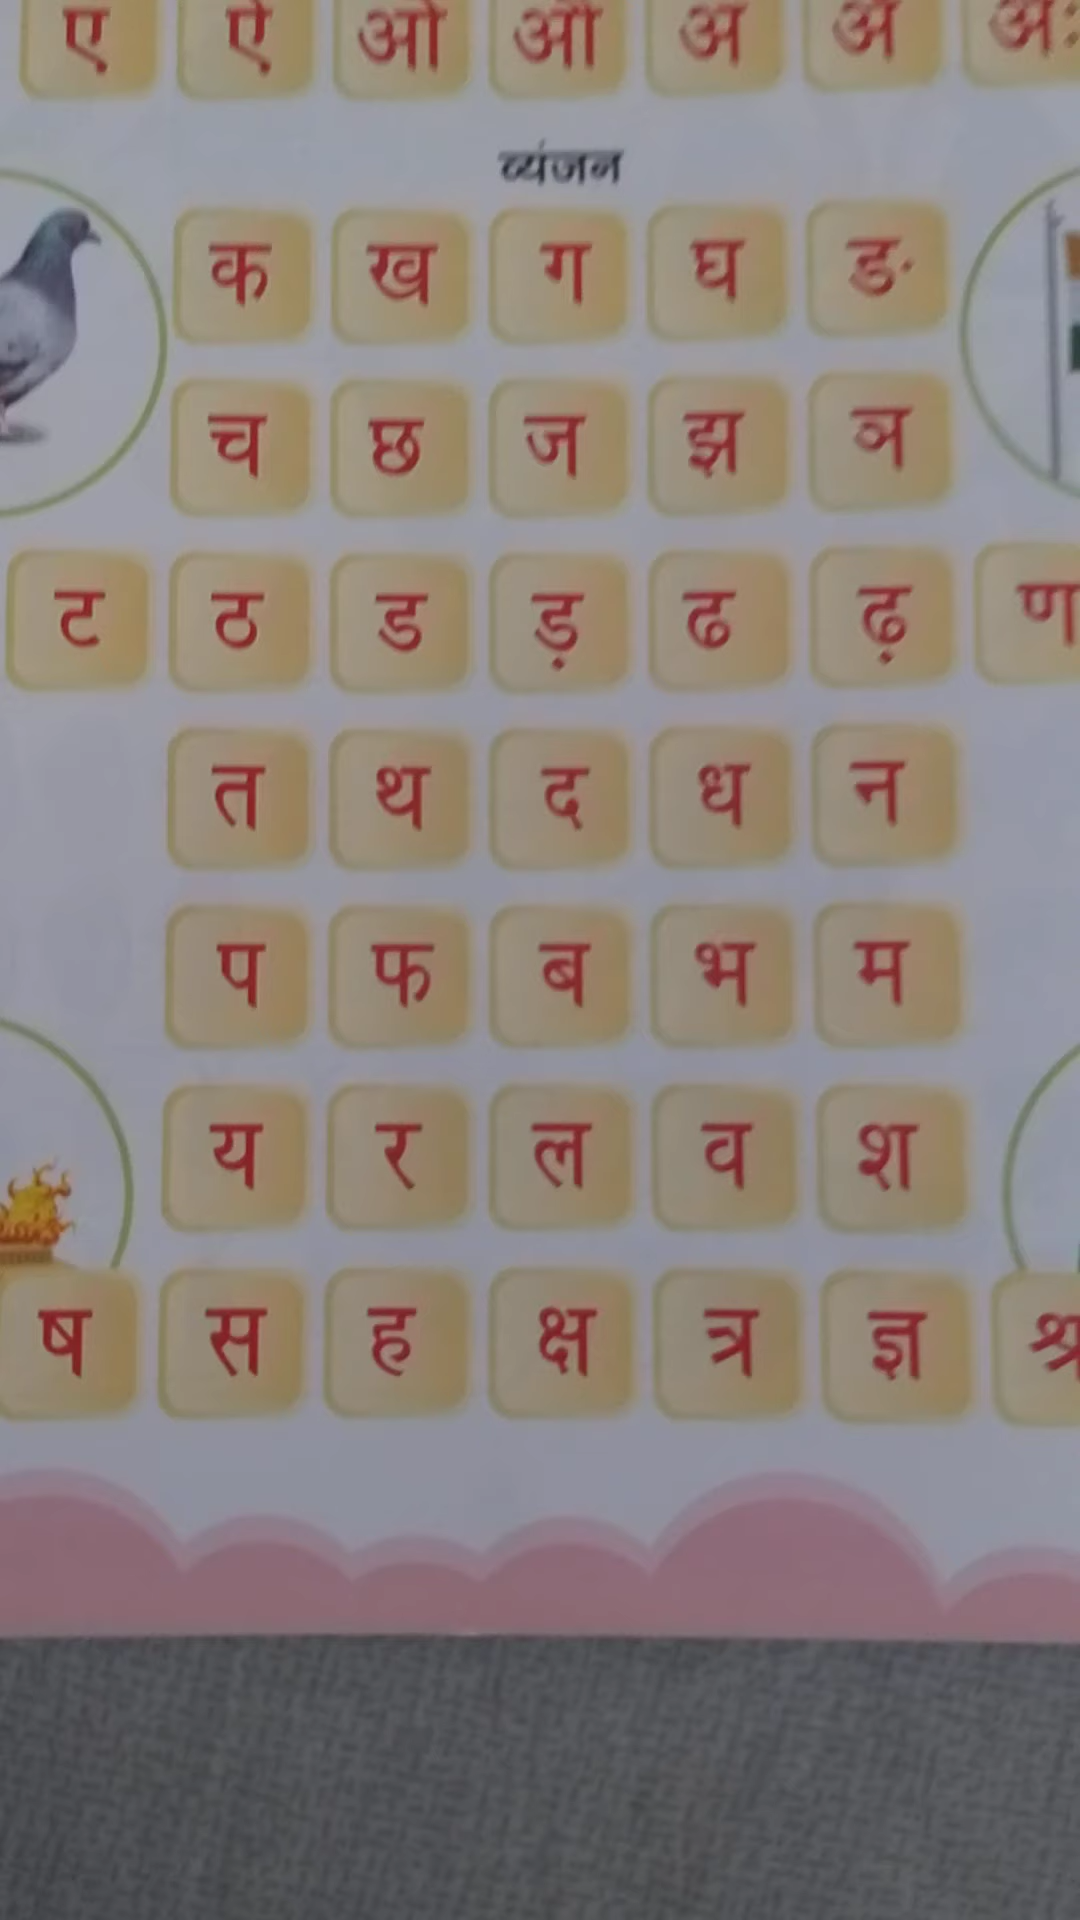 ए ऐ ओ औ अं अँ अः
व्यंजन
क ख ग घ ङ
च छ ज झ ञ
ट ठ ड ड़ ढ ढ़ ण
त थ द ध न
प फ ब भ म
य र ल व श
ष स ह क्ष त्र ज्ञ श्र